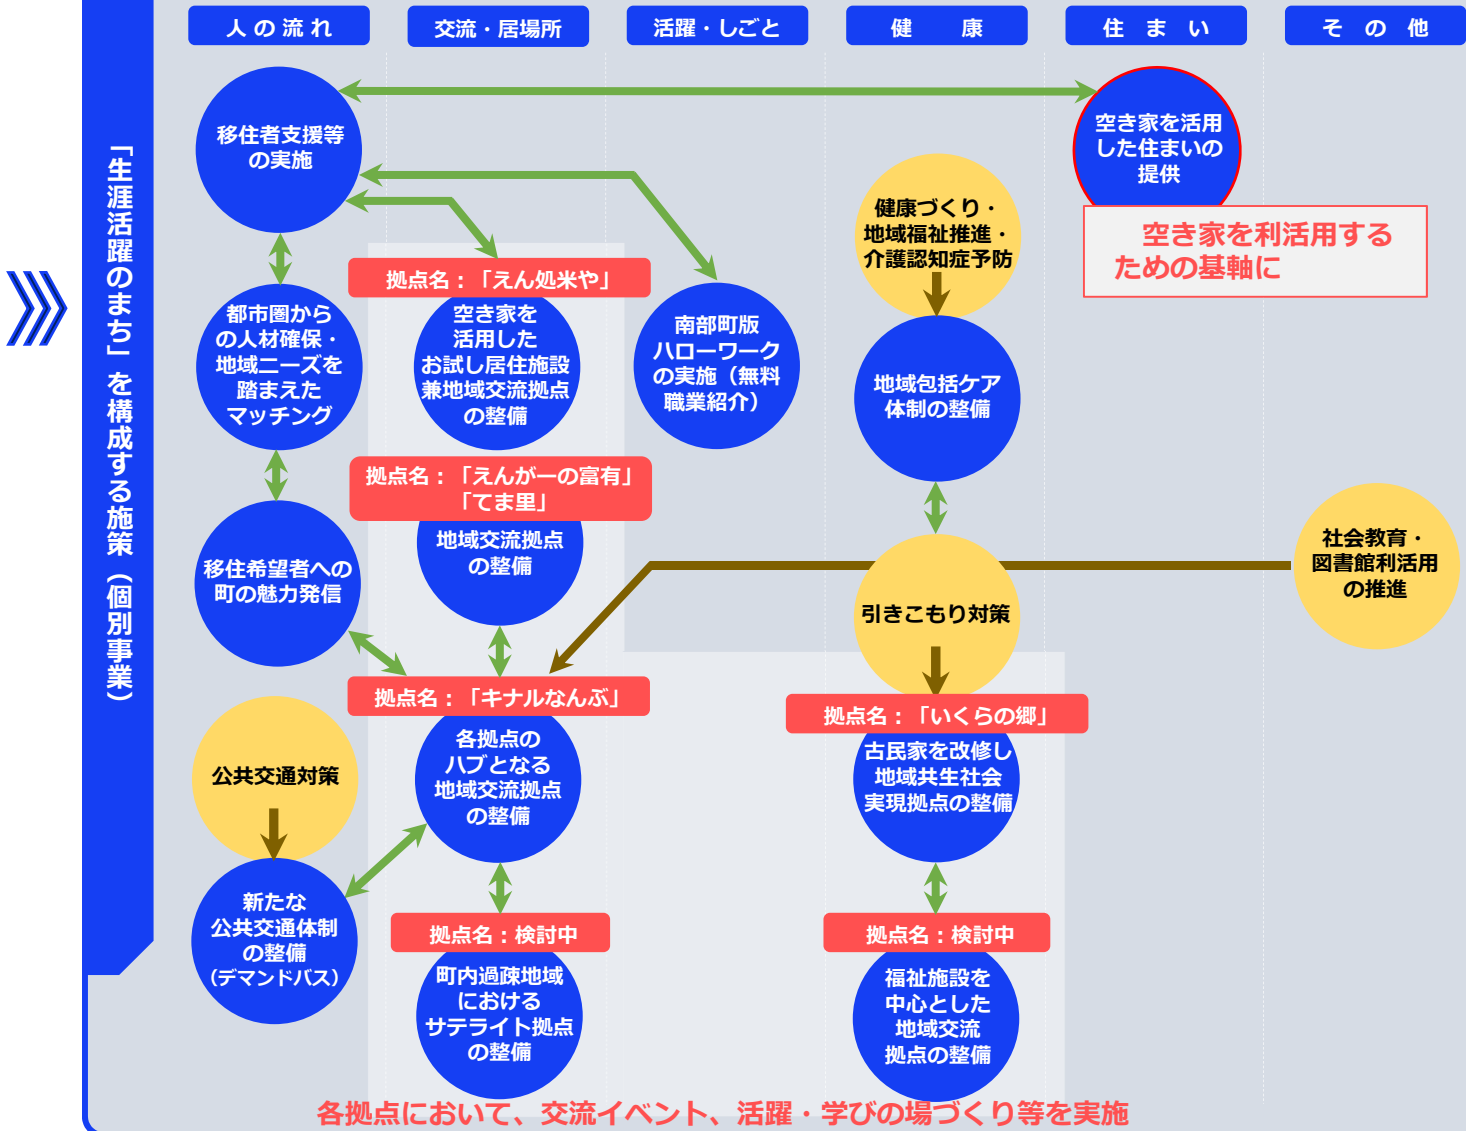 人の流れ
交流・居場所
活躍・しごと
健　康
住まい
その他
「生涯活躍のまち」を構成する施策（個別事業）
移住者支援等
の実施
都市圏から
の人材確保・
地域ニーズを
踏まえた
マッチング
移住希望者への
町の魅力発信
公共交通対策
新たな
公共交通体制
の整備
（デマンドバス）
拠点名：「えん処米や」
空き家を
活用した
お試し居住施設
兼地域交流拠点
の整備
拠点名：「えんがーの富有」
「てま里」
地域交流拠点
の整備
拠点名：「キナルなんぶ」
各拠点の
ハブとなる
地域交流拠点
の整備
拠点名：検討中
町内過疎地域
における
サテライト拠点
の整備
南部町版
ハローワーク
の実施（無料
職業紹介）
健康づくり・
地域福祉推進・
介護認知症予防
地域包括ケア
体制の整備
引きこもり対策
拠点名：「いくらの郷」
古民家を改修し
地域共生社会
実現拠点の整備
拠点名：検討中
福祉施設を
中心とした
地域交流
拠点の整備
空き家を活用
した住まいの
提供
空き家を利活用する
ための基軸に
社会教育・
図書館利活用
の推進
各拠点において、交流イベント、活躍・学びの場づくり等を実施